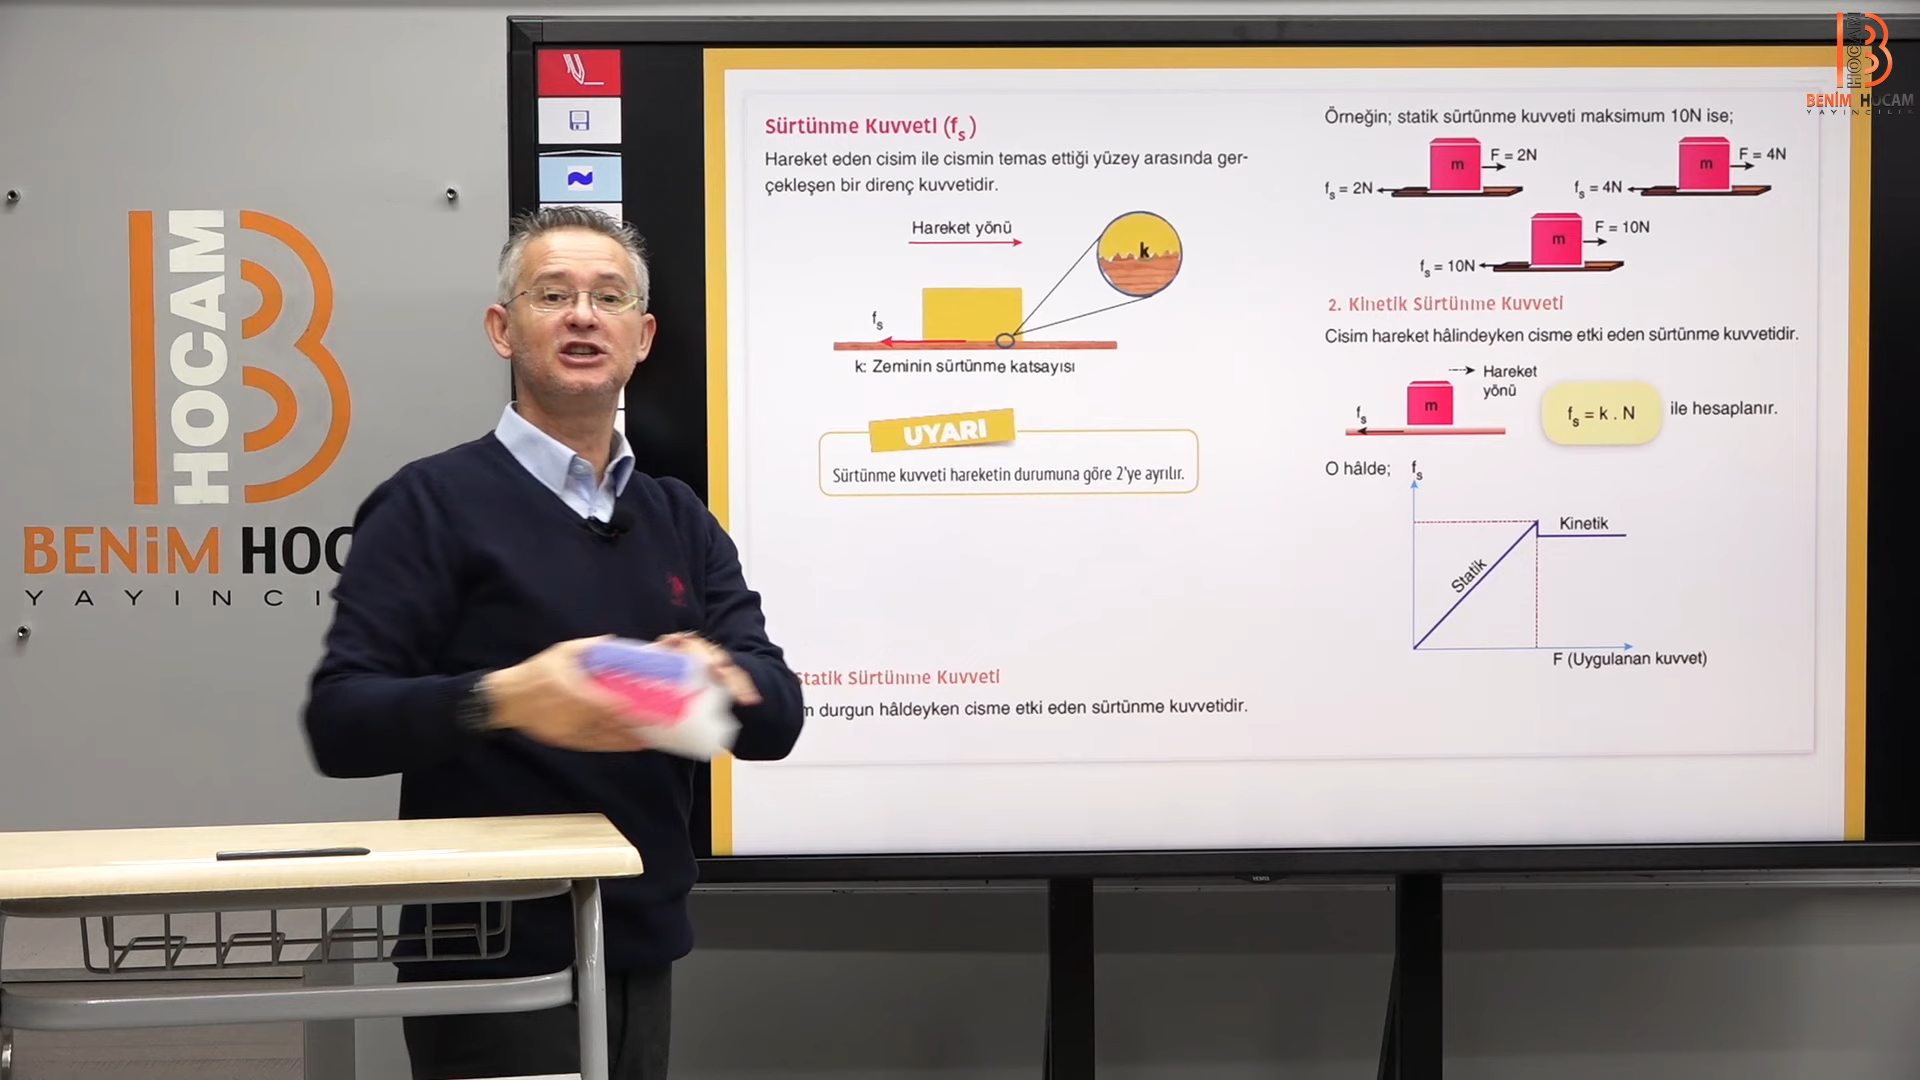 HOCAM
BENİM HOC
YAYINCI
Sürtünme Kuvveti (fs)
Hareket eden cisim ile cismin temas ettiği yüzey arasında ger-
çekleşen bir direnç kuvvetidir.
Hareket yönü
k
fs
k: Zeminin sürtünme katsayısı
UYARI
Sürtünme kuvveti hareketin durumuna göre 2'ye ayrılır.
Statik Sürtünme Kuvveti
m durgun hâldeyken cisme etki eden sürtünme kuvvetidir.
Örneğin; statik sürtünme kuvveti maksimum 10N ise;
m F = 2N
fs = 2N
m F = 4N
fs = 4N
m F = 10N
fs = 10N
2. Kinetik Sürtünme Kuvveti
Cisim hareket hâlindeyken cisme etki eden sürtünme kuvvetidir.
Hareket
yönü
m
fs
fs = k . N ile hesaplanır.
O hâlde; fs
Kinetik
Statik
F (Uygulanan kuvvet)
HOCAM
BENİM HOCAM
YAYINCILIK